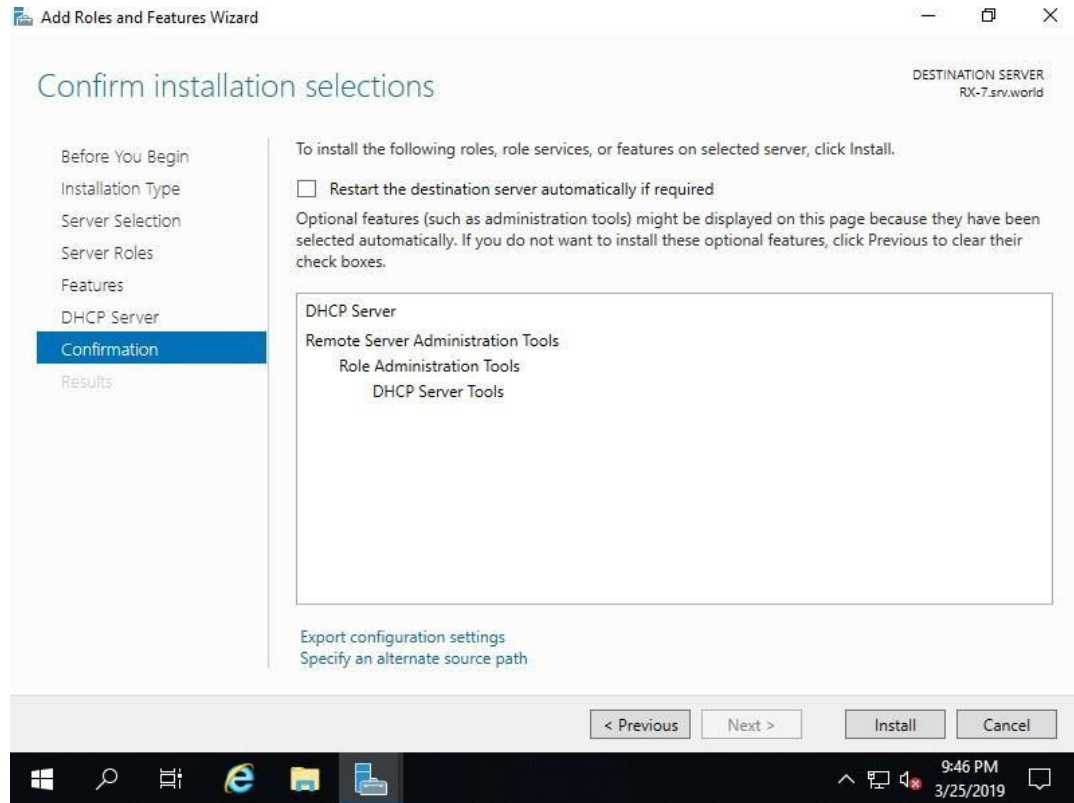 Add Roles and Features Wizard
Confirm installation selections
DESTINATION SERVER
RX-7.srv.world
Before You Begin
Installation Type
Server Selection
Server Roles
Features
DHCP Server
Confirmation
Results
To install the following roles, role services, or features on selected server, click Install.
Restart the destination server automatically if required
Optional features (such as administration tools) might be displayed on this page because they have been
selected automatically. If you do not want to install these optional features, click Previous to clear their
check boxes.
DHCP Server
Remote Server Administration Tools
Role Administration Tools
DHCP Server Tools
Export configuration settings
Specify an alternate source path
< Previous
Next >
Install
Cancel
9:46 PM
3/25/2019